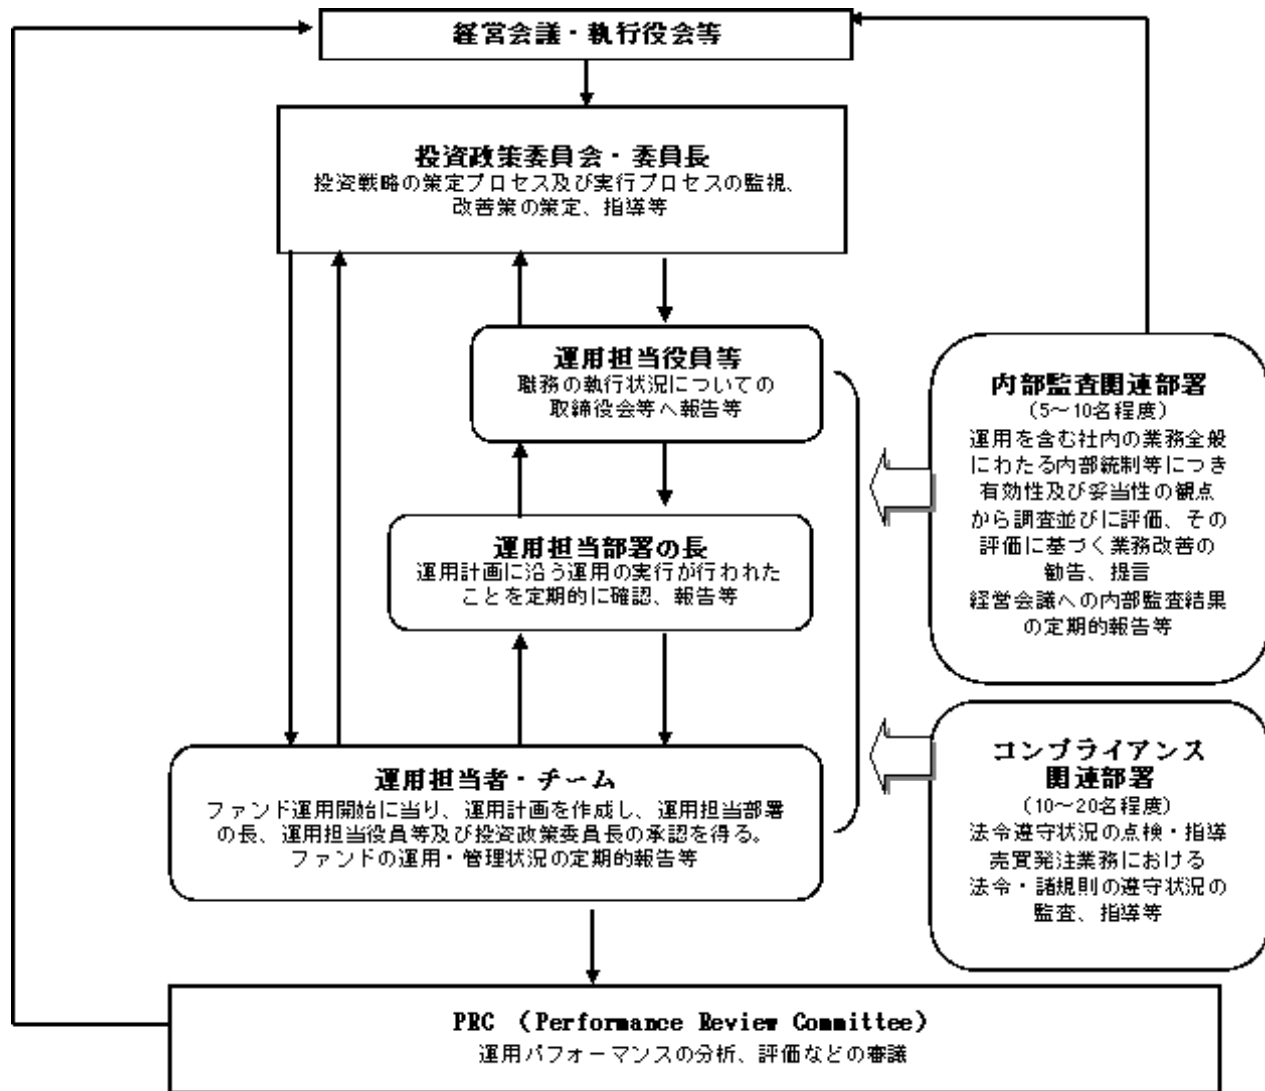 経営会議・執行役会等
投資政策委員会・委員長
投資戦略の策定プロセス及び実行プロセスの監視、
改善策の策定、指導等
運用担当役員等
職務の執行状況についての
取締役会等へ報告等
運用担当部署の長
運用計画に沿う運用の実行が行われた
ことを定期的に確認、報告等
運用担当者・チーム
ファンド運用開始に当り、運用計画を作成し、運用担当部署
の長、運用担当役員等及び投資政策委員長の承認を得る。
ファンドの運用・管理状況の定期的報告等
内部監査関連部署
(5～10名程度)
運用を含む社内の業務全般
にわたる内部統制等につき
有効性及び妥当性の観点
から調査並びに評価、その
評価に基づく業務改善の
勧告、提言
経営会議への内部監査結果
の定期的報告等
コンプライアンス
関連部署
(10～20名程度)
法令遵守状況の点検・指導
売買発注業務における
法令・諸規則の遵守状況の
監査、指導等
PRC （Performance Review Committee）
運用パフォーマンスの分析、評価などの審議